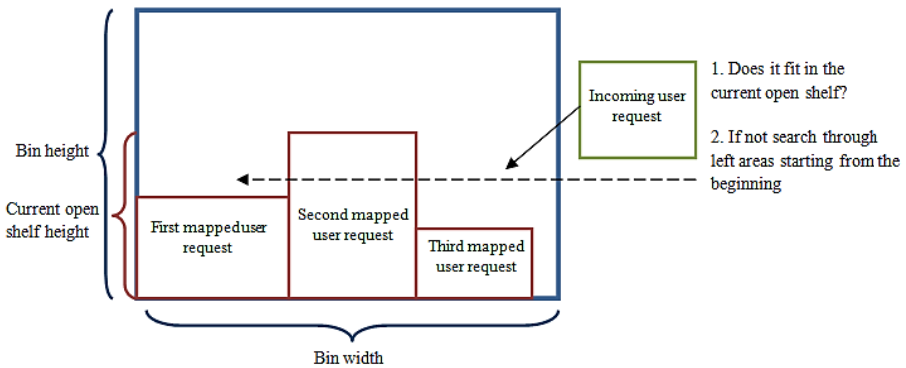 Bin height
Current open
shelf height
First mapped user
request
Second mapped
user request
Third mapped
user request
Incoming user
request
1. Does it fit in the
current open shelf?
2. If not search through
left areas starting from the
beginning
Bin width